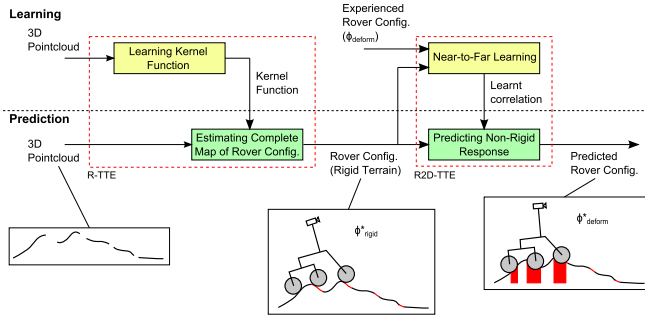 Learning
3D
Pointcloud
Learning Kernel
Function
Kernel
Function
Experienced
Rover Config.
(ϕdeform)
Near-to-Far Learning
Learnt
correlation
Prediction
3D
Pointcloud
R-TTE
Estimating Complete
Map of Rover Config.
Rover Config.
(Rigid Terrain)
Predicting Non-Rigid
Response
R2D-TTE
Predicted
Rover Config.
ϕ*rigid
ϕ*deform